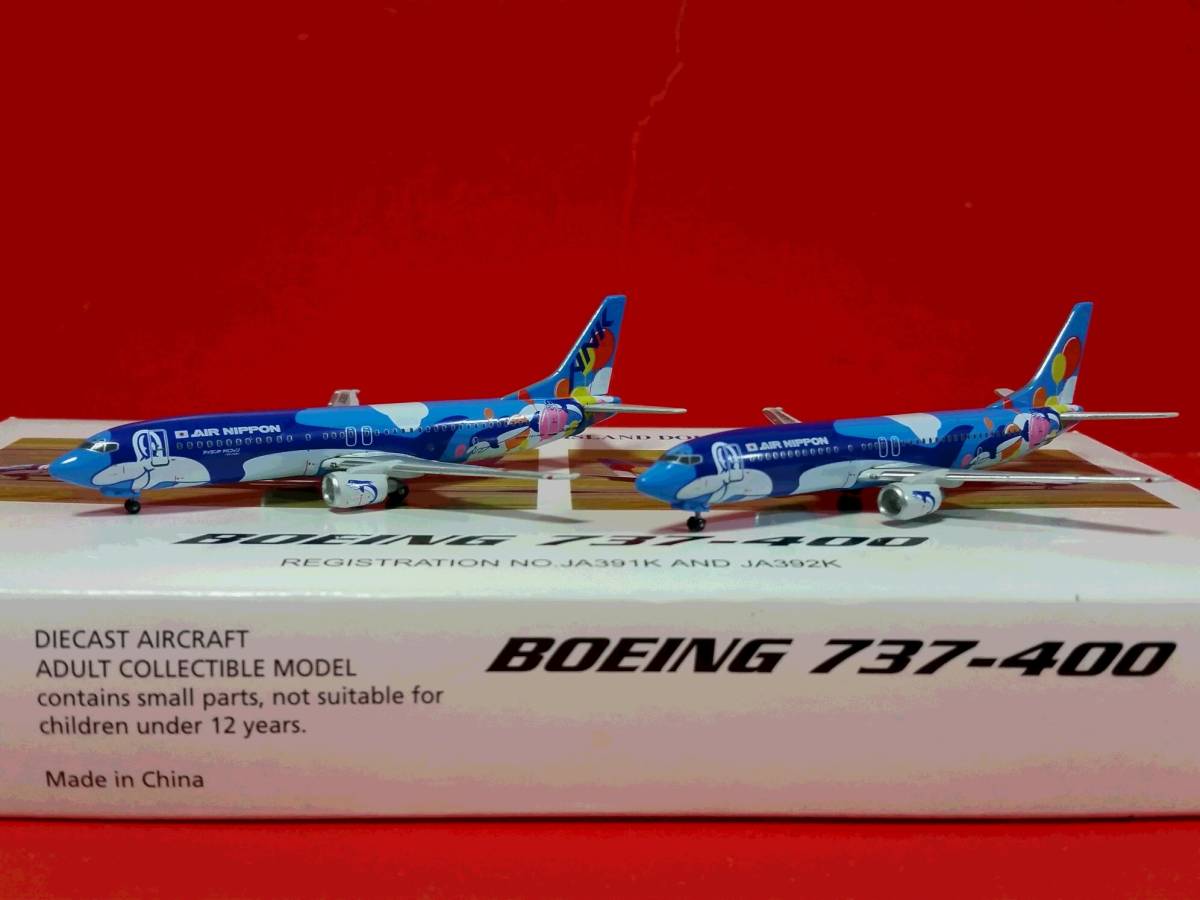 ANK
AIR NIPPON
AIR NIPPON
BOEING 737-400
REGISTRATION NO.JA391K AND JA392K
DIECAST AIRCRAFT
ADULT COLLECTIBLE MODEL
contains small parts, not suitable for
children under 12 years.
Made in China
BOEING 737-400